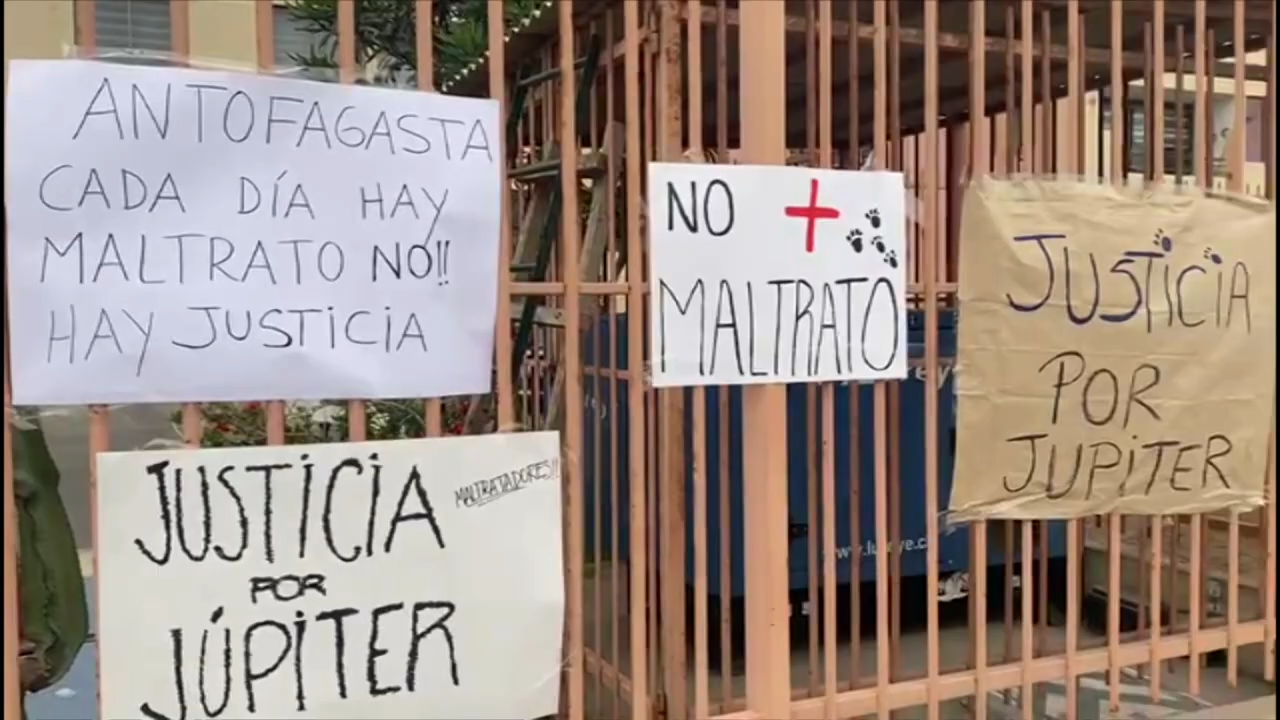 ANTOFAGASTA
CADA DÍA HAY
MALTRATO NO!!
HAY JUSTICIA
NO +
MALTRATO
JUSTICIA
POR
JUPITER
JUSTICIA
MALTRATADORES!!
POR
JÚPITER